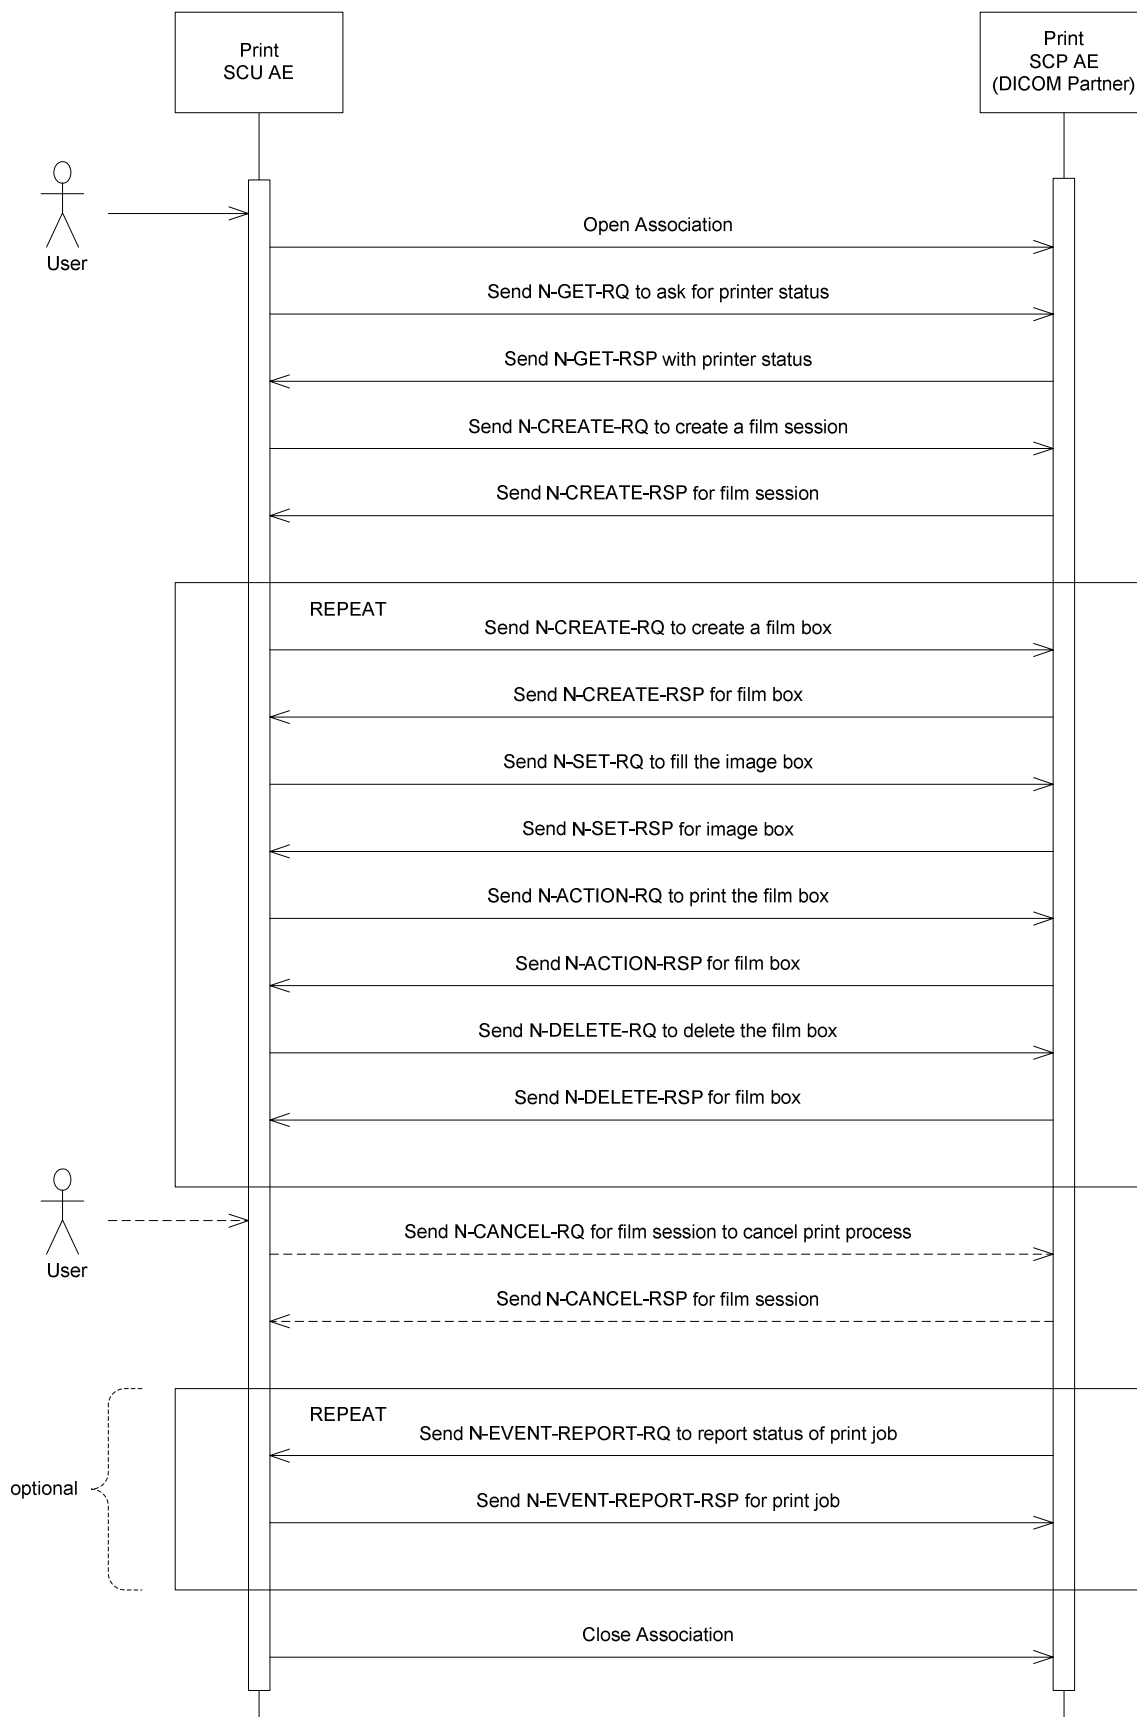 Print
SCU AE
Print
SCP AE
(DICOM Partner)
User
Open Association
Send N-GET-RQ to ask for printer status
Send N-GET-RSP with printer status
Send N-CREATE-RQ to create a film session
Send N-CREATE-RSP for film session
REPEAT
Send N-CREATE-RQ to create a film box
Send N-CREATE-RSP for film box
Send N-SET-RQ to fill the image box
Send N-SET-RSP for image box
Send N-ACTION-RQ to print the film box
Send N-ACTION-RSP for film box
Send N-DELETE-RQ to delete the film box
Send N-DELETE-RSP for film box
User
Send N-CANCEL-RQ for film session to cancel print process
Send N-CANCEL-RSP for film session
optional
REPEAT
Send N-EVENT-REPORT-RQ to report status of print job
Send N-EVENT-REPORT-RSP for print job
Close Association